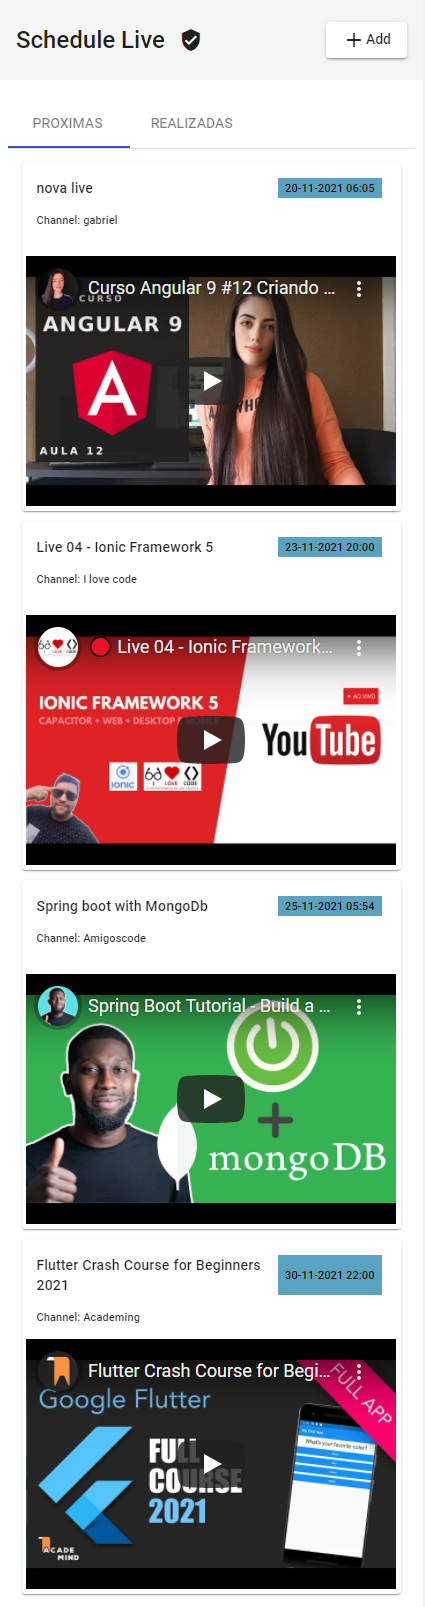 Schedule Live
Add
PROXIMAS
REALIZADAS
nova live
20-11-2021 06:05
Channel: gabriel
Curso Angular 9 #12 Criando ...
CURSO
ANGULAR 9
A
AULA 12
Live 04 - Ionic Framework 5
23-11-2021 20:00
Channel: I love code
Live 04 - Ionic Framework...
AO VIVO
IONIC FRAMEWORK 5
CAPACITOR + WEB + DESKTOP E MOBILE
YouTube
IONIC
I LOVE CODE
Spring boot with MongoDb
25-11-2021 05:54
Channel: Amigoscode
Spring Boot Tutorial - Build a ...
mongoDB
Flutter Crash Course for Beginners
2021
30-11-2021 22:00
Channel: Academing
Flutter Crash Course for Begi...
FULL APP
Google Flutter
What's your favorite color?
FULL
COURSE
2021
ACADE
MIND